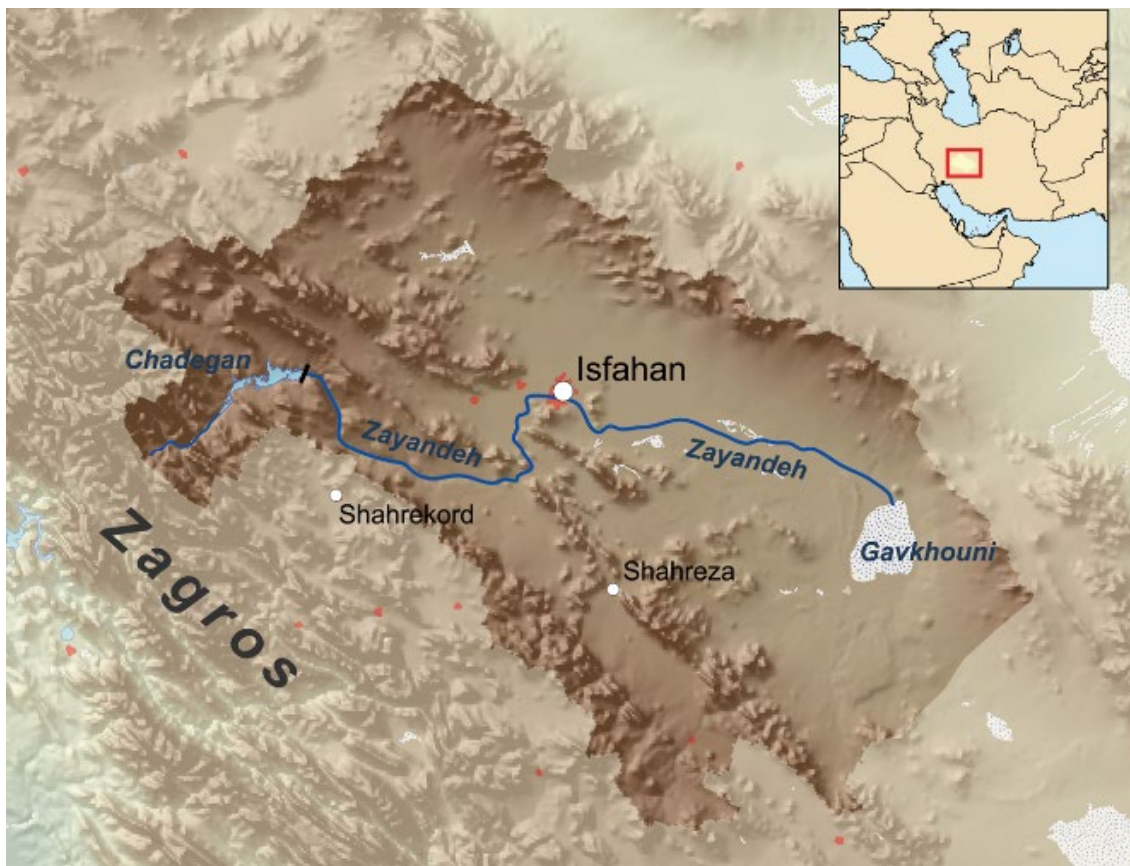 Chadegan
Isfahan
Zayandeh
Zayandeh
Shahrekord
Gavkhouni
Shahreza
Zagros